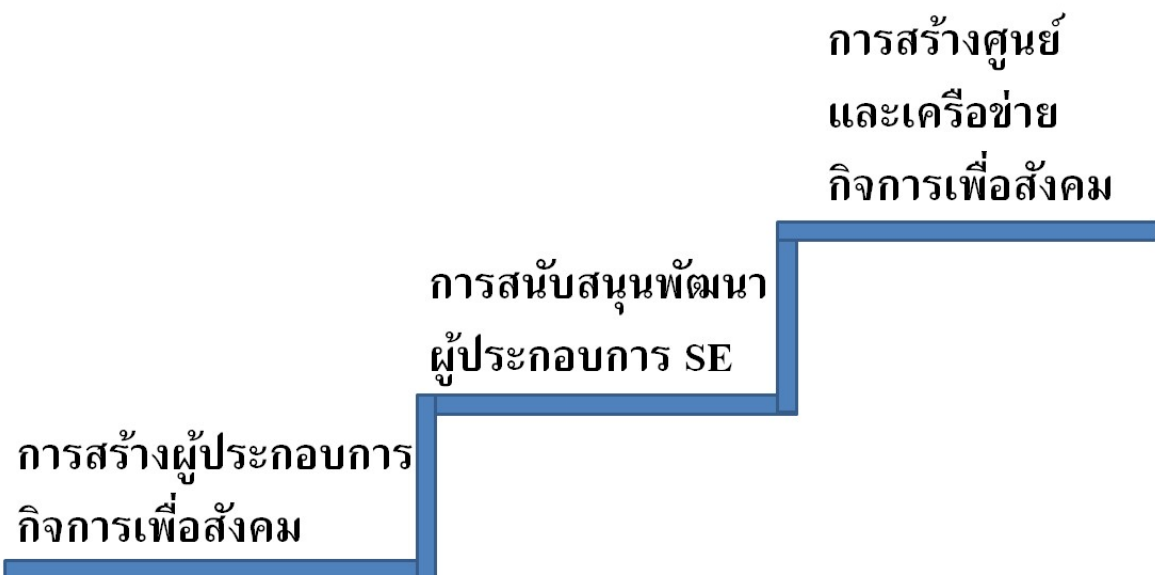 การสร้างศูนย์
และเครือข่าย
กิจการเพื่อสังคม
การสนับสนุนพัฒนา
ผู้ประกอบการ SE
การสร้างผู้ประกอบการ
กิจการเพื่อสังคม